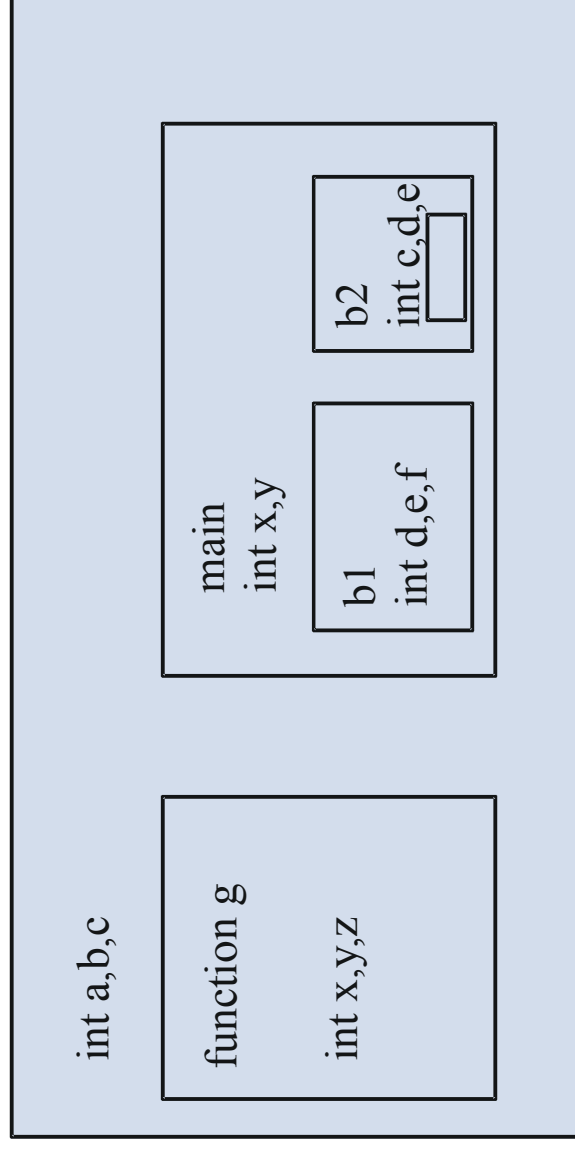 int a,b,c
function g
int x,y,z
main
int x,y
b1
int d,e,f
b2
int c,d,e